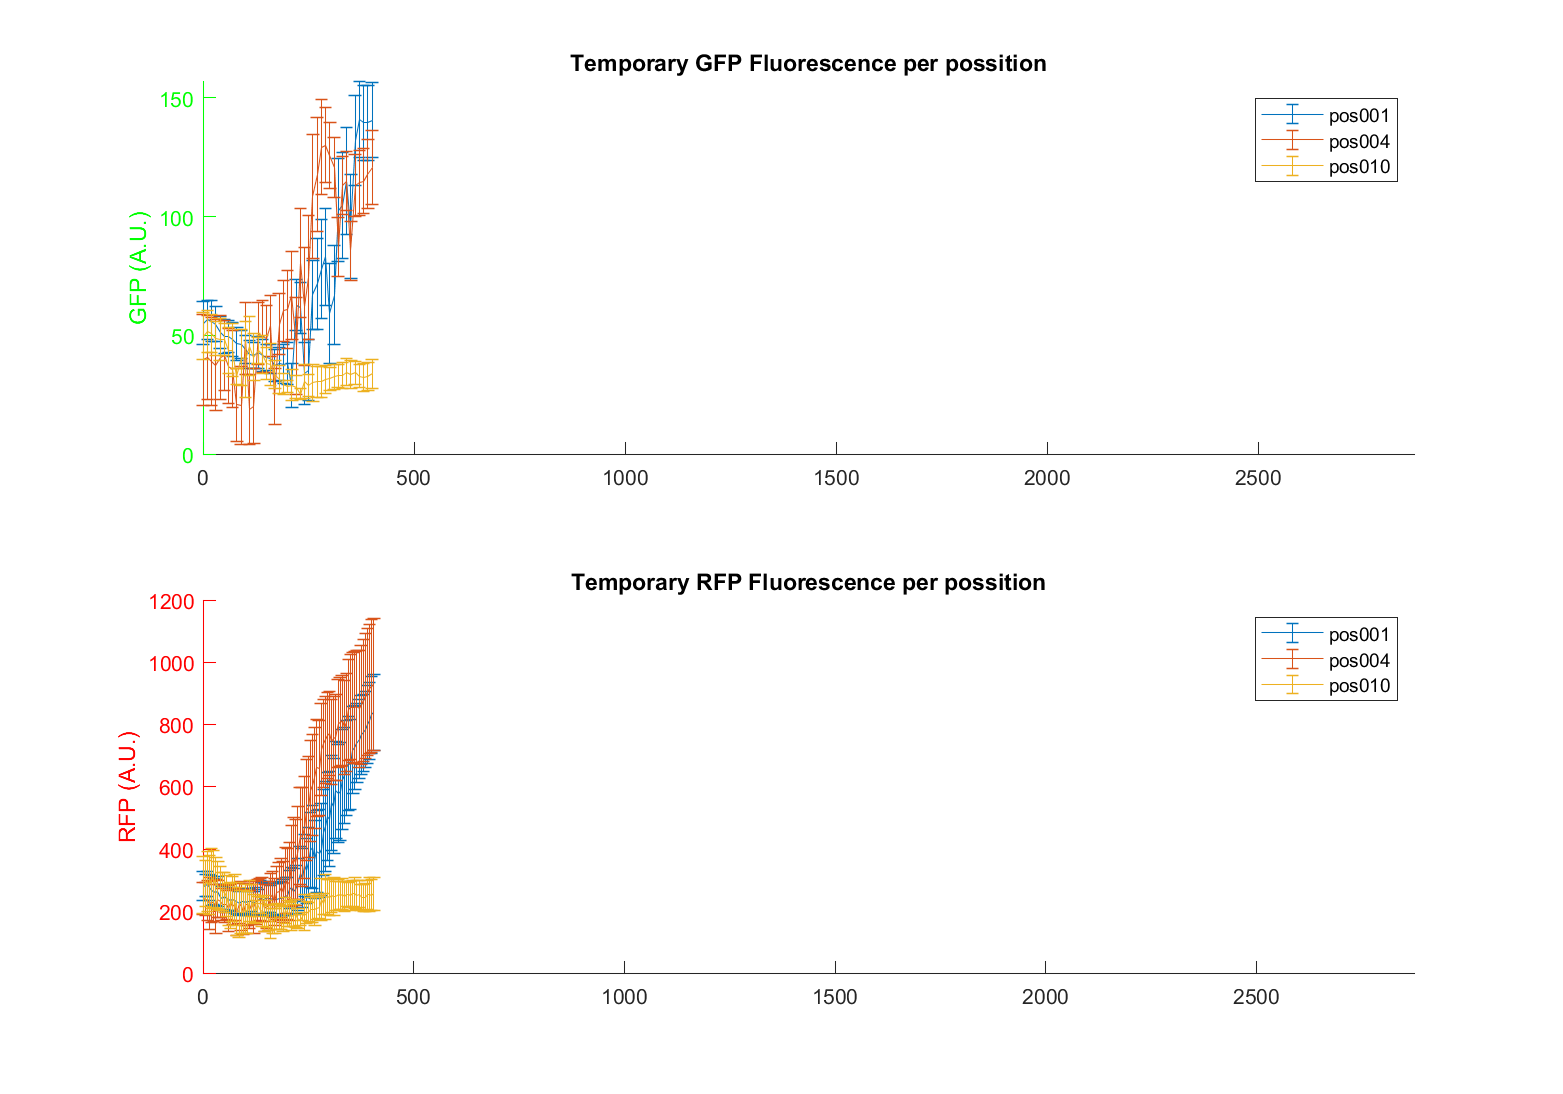 Temporary GFP Fluorescence per possition
150
100
50
0
GFP (A.U.)
pos001
pos004
pos010
0 500 1000 1500 2000 2500
Temporary RFP Fluorescence per possition
1200
1000
800
600
400
200
0
RFP (A.U.)
pos001
pos004
pos010
0 500 1000 1500 2000 2500